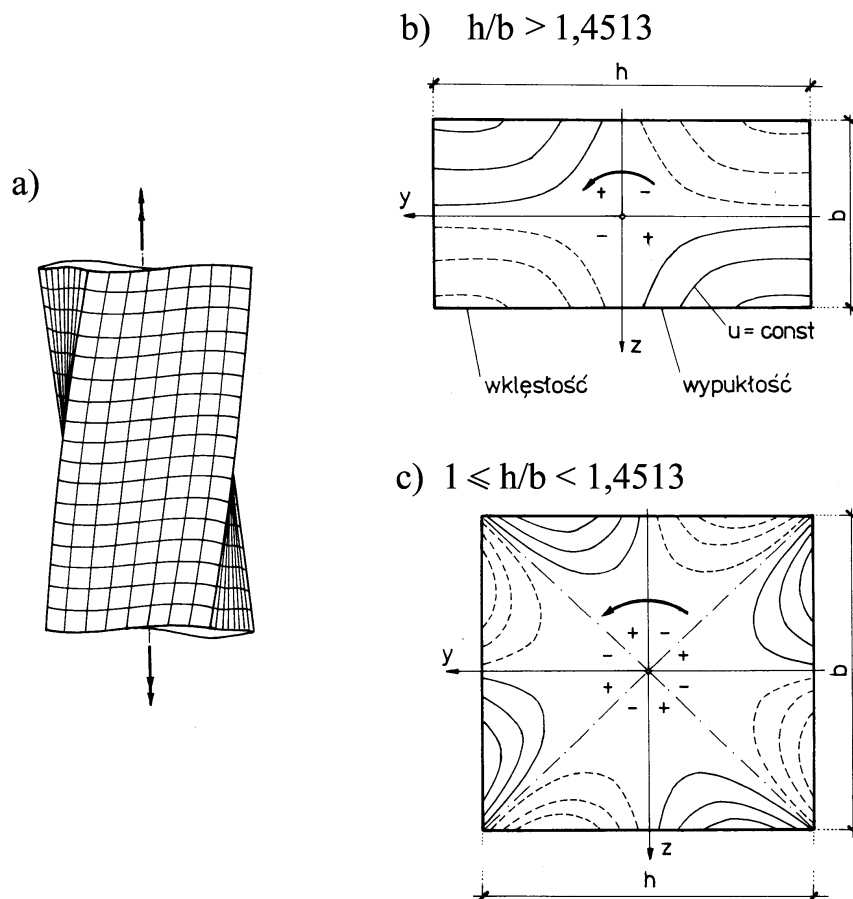 a)
b) h/b > 1,4513
h
b
y
+ -
- +
z
u = const
wklęsłość
wypukłość
c) 1 ⩽ h/b < 1,4513
b
y
+ -
- +
+ -
- +
z
h